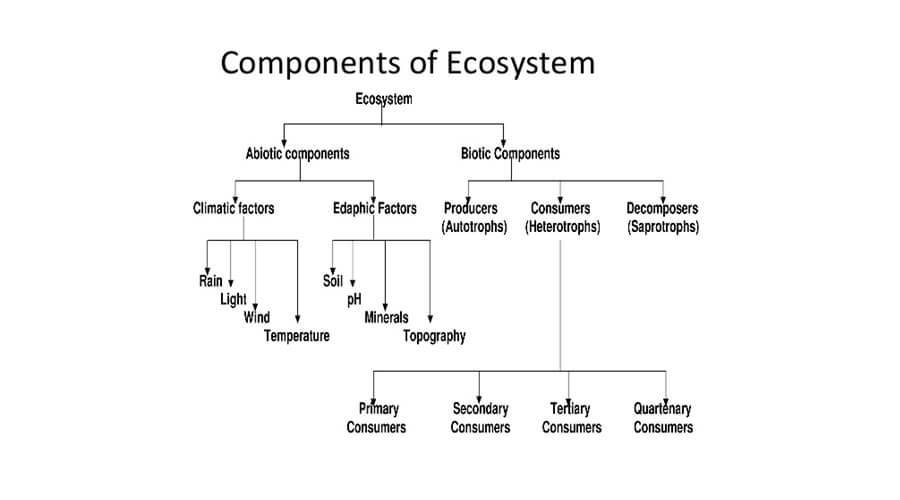 Components of Ecosystem
Ecosystem
Abiotic components
Biotic Components
Climatic factors
Edaphic Factors
Producers
(Autotrophs)
Consumers
(Heterotrophs)
Decomposers
(Saprotrophs)
Rain
Light
Wind
Temperature
Soil
pH
Minerals
Topography
Primary
Consumers
Secondary
Consumers
Tertiary
Consumers
Quartenary
Consumers